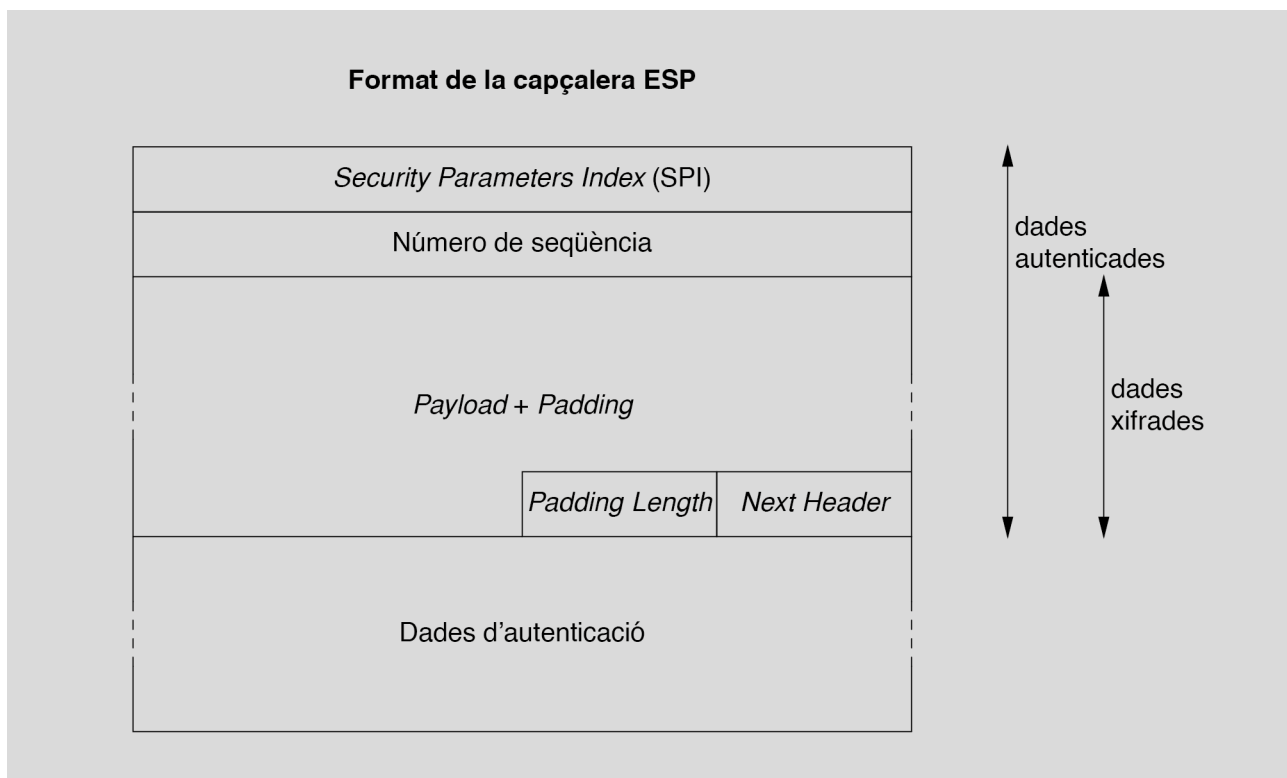 Format de la capçalera ESP
Security Parameters Index (SPI)
Número de seqüència
dades
autenticades
Payload + Padding
dades
xifrades
Padding Length
Next Header
Dades d’autenticació